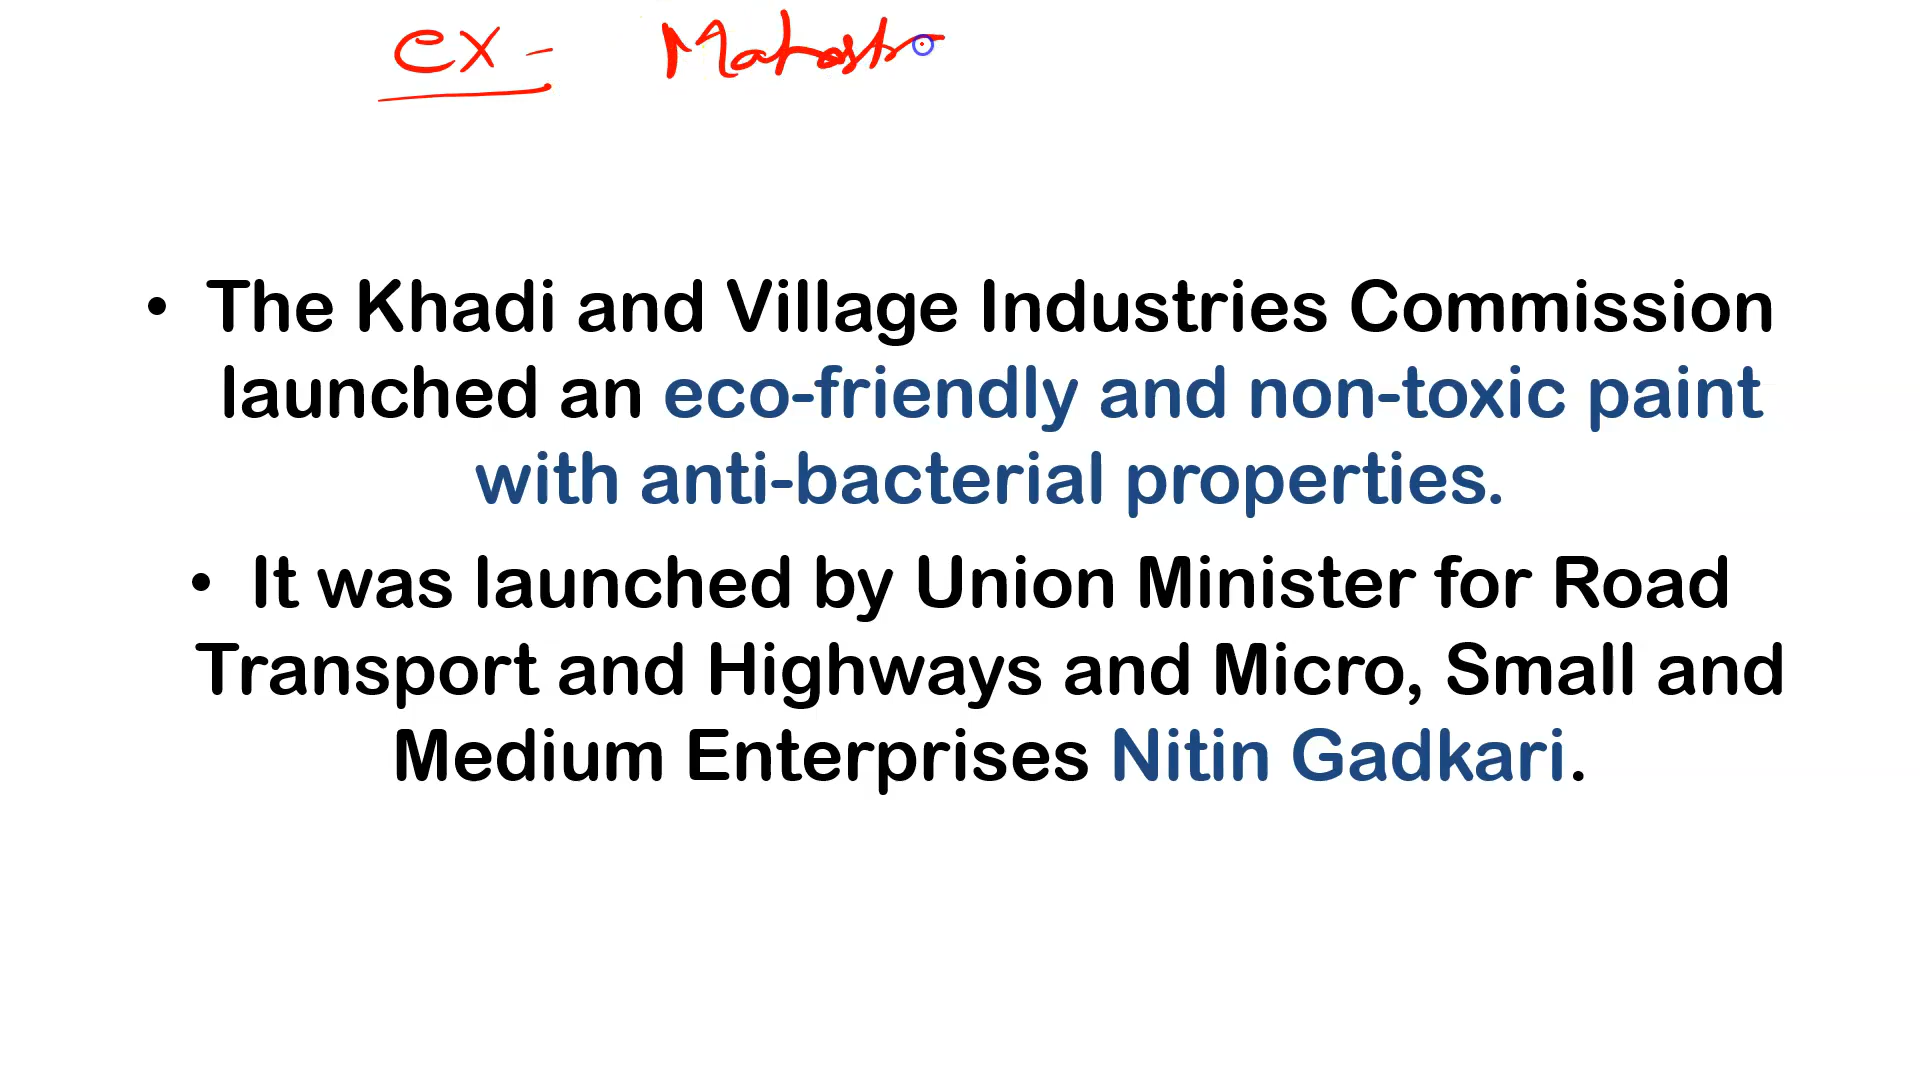 ex -
• The Khadi and Village Industries Commission
launched an eco-friendly and non-toxic paint
with anti-bacterial properties.
• It was launched by Union Minister for Road
Transport and Highways and Micro, Small and
Medium Enterprises Nitin Gadkari.